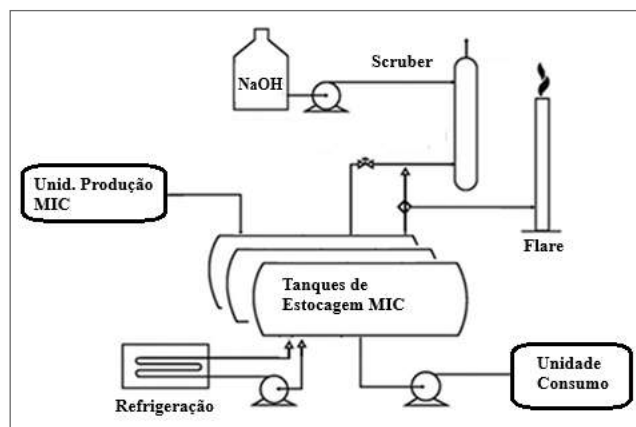 NaOH
Scruber
Unid. Produção
MIC
Flare
Tanques de
Estocagem MIC
Refrigeração
Unidade
Consumo